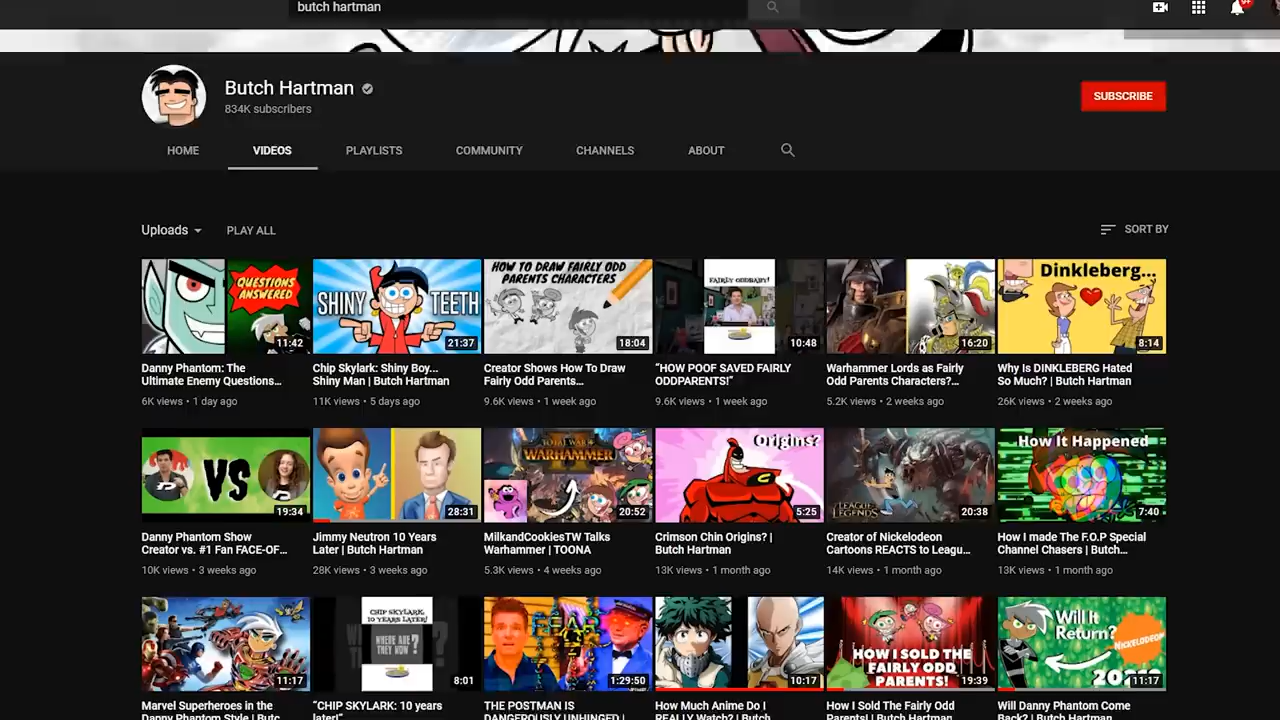 butch hartman
9+
Butch Hartman
834K subscribers
SUBSCRIBE
HOME VIDEOS PLAYLISTS COMMUNITY CHANNELS ABOUT
Uploads PLAY ALL SORT BY
QUESTIONS
ANSWERED
11:42
SHINY TEETH
21:37
HOW TO DRAW FAIRLY ODD
PARENTS CHARACTERS
18:04
FAIRLY ODDBABY!
10:48
16:20
Dinkleberg...
8:14
Danny Phantom: The
Ultimate Enemy Questions...
6K views • 1 day ago
Chip Skylark: Shiny Boy...
Shiny Man | Butch Hartman
11K views • 5 days ago
Creator Shows How To Draw
Fairly Odd Parents...
9.6K views • 1 week ago
"HOW POOF SAVED FAIRLY
ODDPARENTS!"
9.6K views • 1 week ago
Warhammer Lords as Fairly
Odd Parents Characters?...
5.2K views • 2 weeks ago
Why Is DINKLEBERG Hated
So Much? | Butch Hartman
26K views • 2 weeks ago
VS
19:34
28:31
TOTAL WAR
WARHAMMER
20:52
Origins?
5:25
LEAGUE
LEGENDS
20:38
How It Happened
7:40
Danny Phantom Show
Creator vs. #1 Fan FACE-OF...
10K views • 3 weeks ago
Jimmy Neutron 10 Years
Later | Butch Hartman
28K views • 3 weeks ago
MilkandCookiesTW Talks
Warhammer | TOONA
5.3K views • 4 weeks ago
Crimson Chin Origins? |
Butch Hartman
13K views • 1 month ago
Creator of Nickelodeon
Cartoons REACTS to Leagu...
14K views • 1 month ago
How I made The F.O.P Special
Channel Chasers | Butch...
13K views • 1 month ago
11:17
CHIP SKYLARK:
10 YEARS LATER!
WHERE ARE
THEY NOW ?
8:01
1:29:50
10:17
HOW I SOLD THE
FAIRLY ODD
PARENTS!
19:39
Will it
Return?
NICKELODEON
11:17
Marvel Superheroes in the
Danny Phantom Style | Butc...
"CHIP SKYLARK: 10 years
later!"
THE POSTMAN IS
DANGEROUSLY UNHINGED |
How Much Anime Do I
REALLY Watch? | Butch
How I Sold The Fairly Odd
Parents! | Butch Hartman
Will Danny Phantom Come
Back? | Butch Hartman